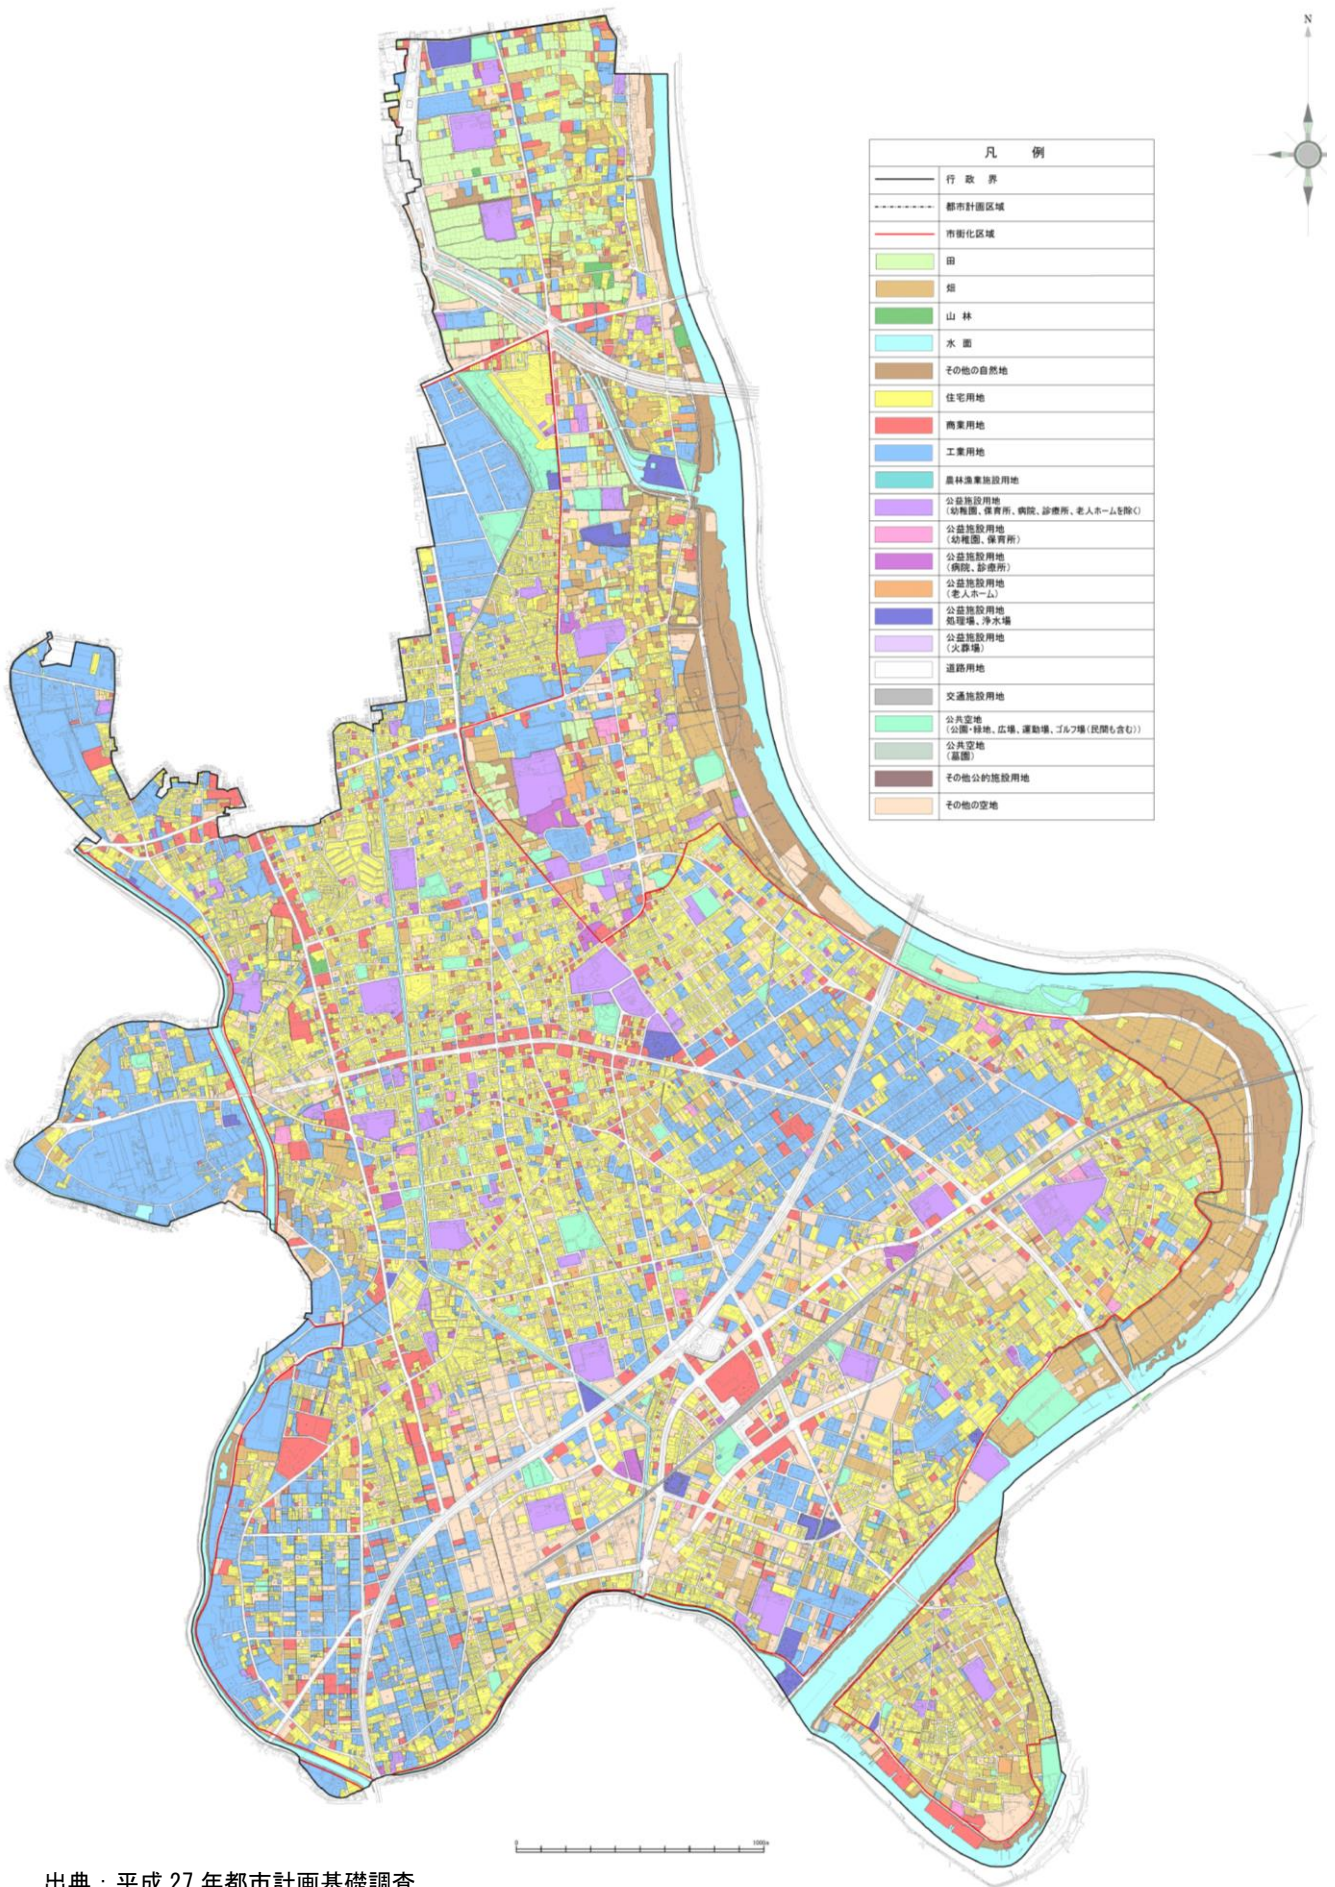 N
凡 例
行 政 界
都市計画区域
市街化区域
田
畑
山 林
水 面
その他の自然地
住宅用地
商業用地
工業用地
農林漁業施設用地
公益施設用地
(幼稚園、保育所、病院、診療所、老人ホームを除く)
公益施設用地
(幼稚園、保育所)
公益施設用地
(病院、診療所)
公益施設用地
(老人ホーム)
公益施設用地
処理場、浄水場
公益施設用地
(火葬場)
道路用地
交通施設用地
公共空地
(公園・緑地、広場、運動場、ゴルフ場(民間も含む))
公共空地
(墓園)
その他公的施設用地
その他の空地
0 1000m
出典：平成 27 年都市計画基礎調査